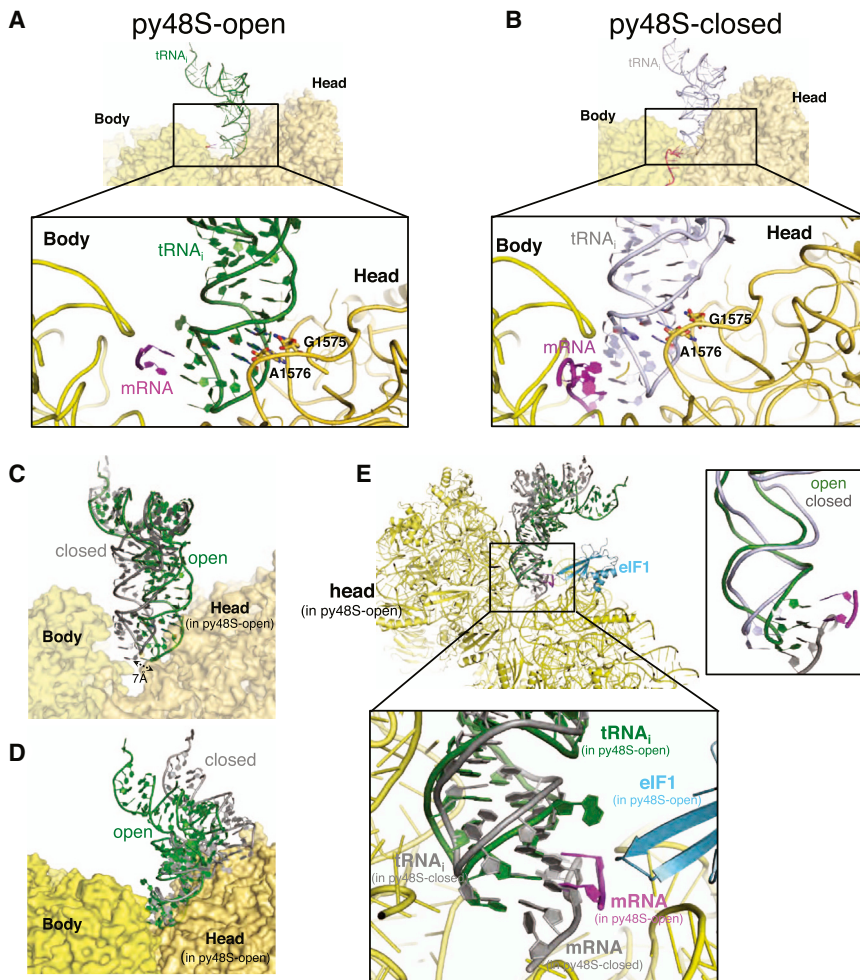 A
py48S-open
tRNAi
Head
Body
Body
tRNAi
Head
G1575
A1576
mRNA
B
py48S-closed
tRNAi
Body
Head
Body
tRNAi
Head
G1575
mRNA
A1576
C
closed
open
Head
(in py48S-open)
Body
7Å
D
closed
open
Body
Head
(in py48S-open)
E
head
(in py48S-open)
eIF1
open
closed
tRNAi
(in py48S-open)
eIF1
(in py48S-open)
tRNAi
(in py48S-closed)
mRNA
(in py48S-open)
mRNA
(in py48S-closed)